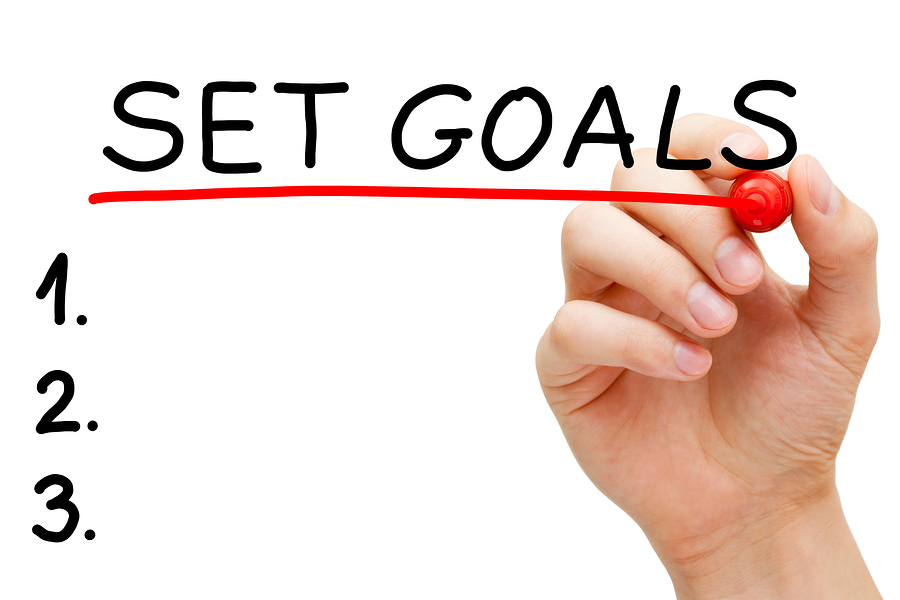 SET GOALS
1.
2.
3.